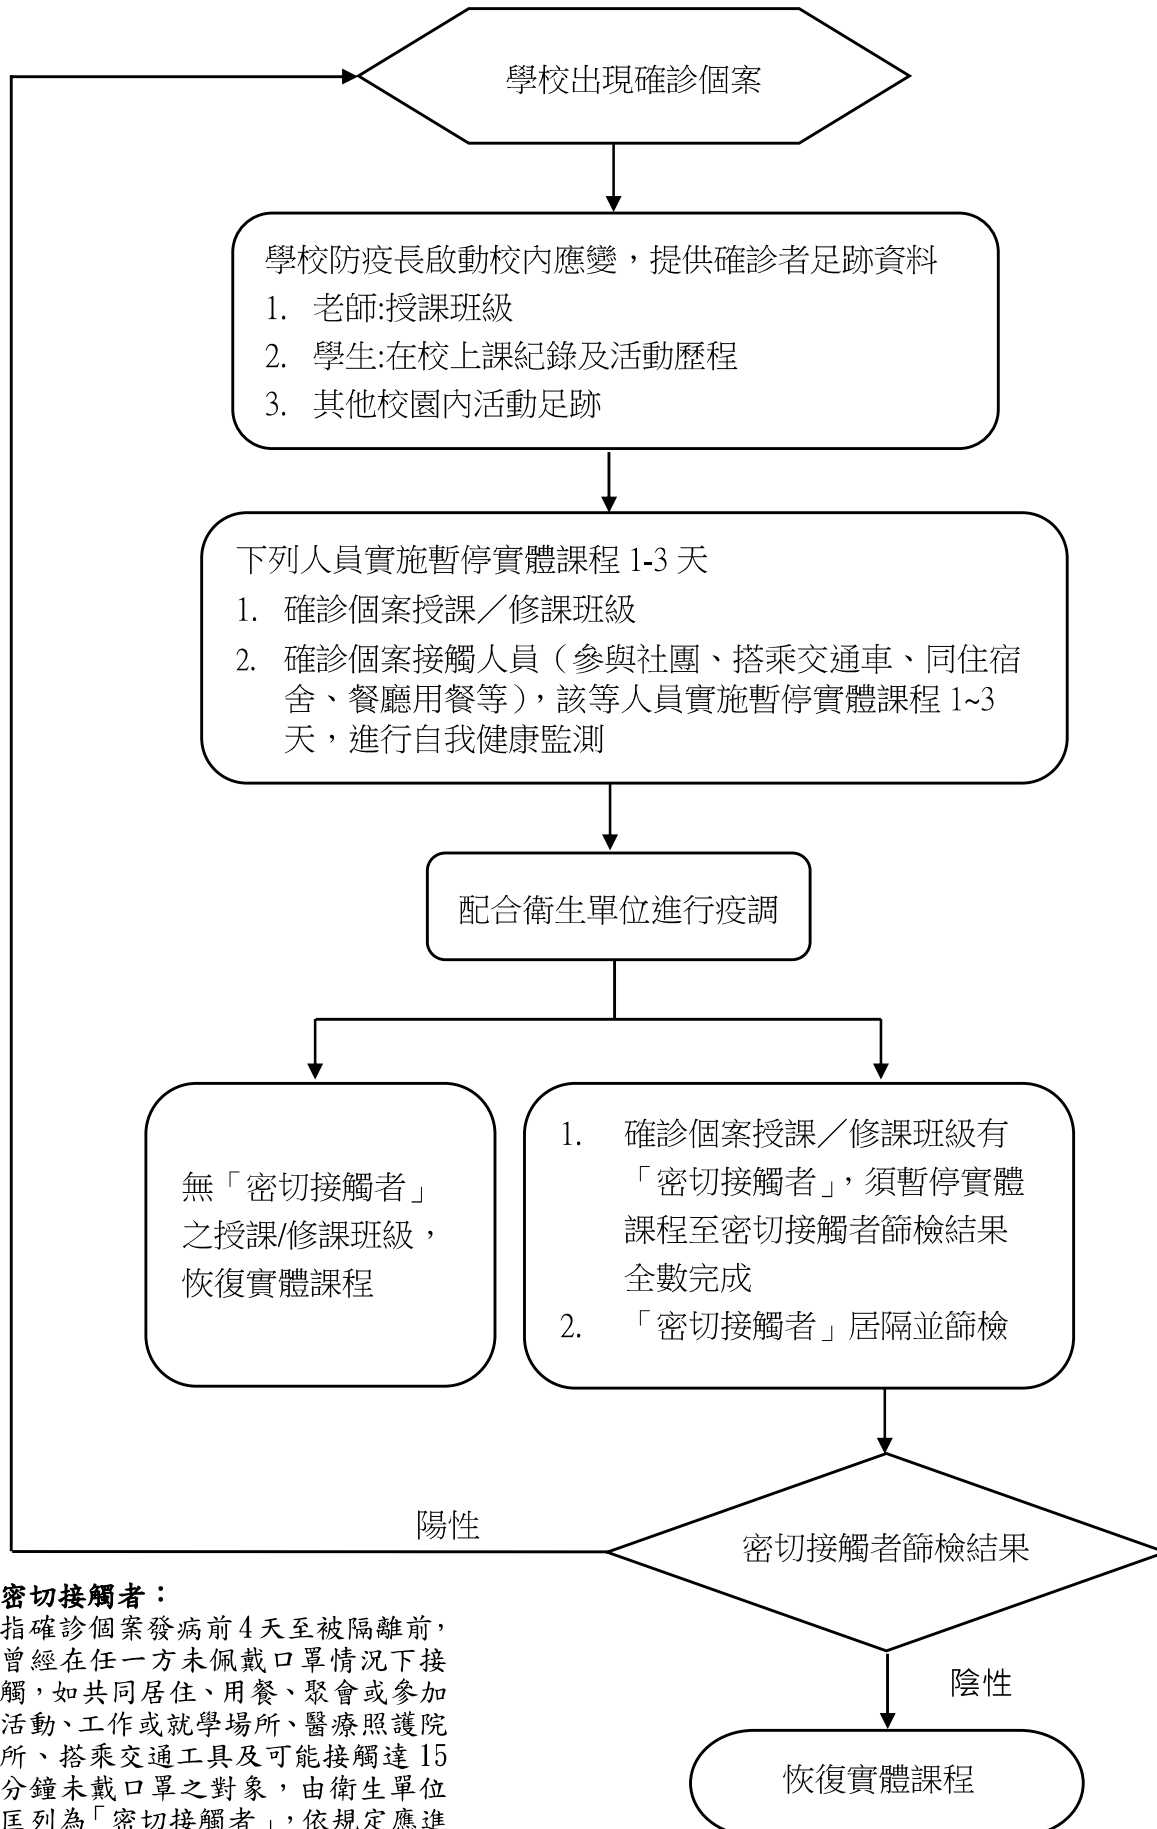 學校出現確診個案
學校防疫長啟動校內應變，提供確診者足跡資料
1. 老師:授課班級
2. 學生:在校上課紀錄及活動歷程
3. 其他校園內活動足跡
下列人員實施暫停實體課程 1-3 天
1. 確診個案授課／修課班級
2. 確診個案接觸人員（參與社團、搭乘交通車、同住宿
舍、餐廳用餐等），該等人員實施暫停實體課程 1~3
天，進行自我健康監測
配合衛生單位進行疫調
無「密切接觸者」
之授課/修課班級，
恢復實體課程
1. 確診個案授課／修課班級有
「密切接觸者」，須暫停實體
課程至密切接觸者篩檢結果
全數完成
2. 「密切接觸者」居隔並篩檢
陽性
密切接觸者篩檢結果
陰性
恢復實體課程
密切接觸者：
指確診個案發病前 4 天至被隔離前，
曾經在任一方未佩戴口罩情況下接
觸，如共同居住、用餐、聚會或參加
活動、工作或就學場所、醫療照護院
所、搭乘交通工具及可能接觸達 15
分鐘未戴口罩之對象，由衛生單位
匡列為「密切接觸者」，依規定應進